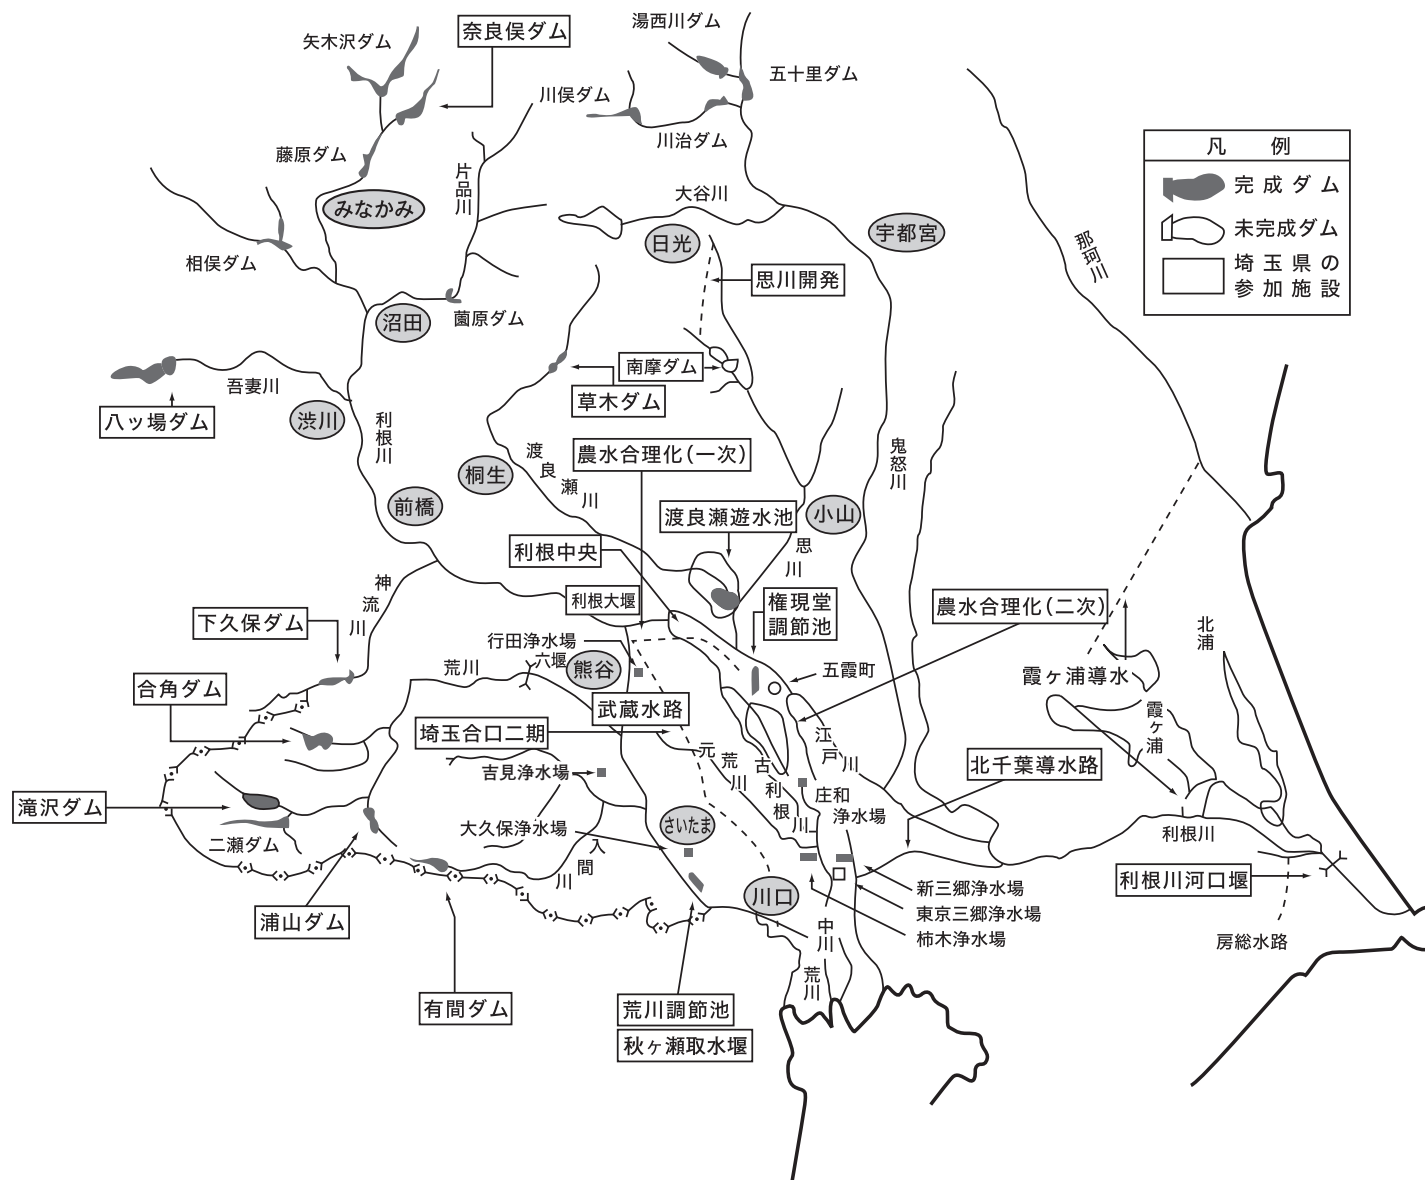 矢木沢ダム
奈良俣ダム
湯西川ダム
五十里ダム
川俣ダム
川治ダム
藤原ダム
片品川
みなかみ
相俣ダム
大谷川
日光
宇都宮
那珂川
凡 例
完成ダム
未完成ダム
埼玉県の
参加施設
思川開発
沼田
薗原ダム
南摩ダム
草木ダム
吾妻川
八ッ場ダム
渋川
利根川
農水合理化(一次)
渡良瀬川
桐生
鬼怒川
前橋
渡良瀬遊水池
小山
利根中央
思川
神流川
利根大堰
権現堂
調節池
農水合理化(二次)
下久保ダム
行田浄水場
六堰
熊谷
荒川
五霞町
北浦
霞ヶ浦導水
合角ダム
武蔵水路
埼玉合口二期
霞ヶ浦
江戸川
元荒川
古利根川
吉見浄水場
北千葉導水路
滝沢ダム
庄和
浄水場
さいたま
大久保浄水場
二瀬ダム
入間川
利根川
利根川河口堰
川口
新三郷浄水場
東京三郷浄水場
柿木浄水場
浦山ダム
中川
房総水路
荒川
有間ダム
荒川調節池
秋ヶ瀬取水堰